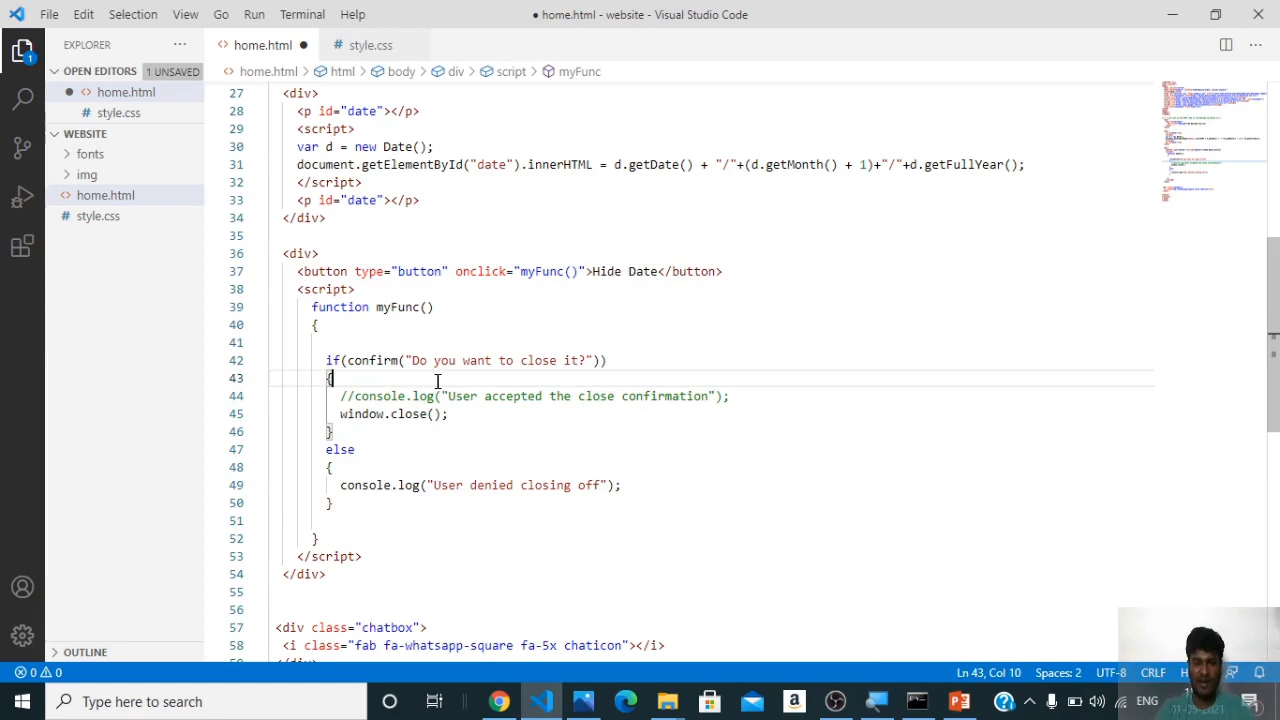 File Edit Selection View Go Run Terminal Help
● home.html - website - Visual Studio Code
EXPLORER
home.html
style.css
OPEN EDITORS 1 UNSAVED
home.html
style.css
WEBSITE
fonts
img
home.html
style.css
OUTLINE
home.html > html > body > div > script > myFunc
27 <div>
28 <p id="date"></p>
29 <script>
30 var d = new Date();
31 document.getElementById("date").innerHTML = d.getDate() + "/"+ (d.getMonth() + 1)+"/"+ d.getFullYear();
32 </script>
33 <p id="date"></p>
34 </div>
35
36 <div>
37 <button type="button" onclick="myFunc()">Hide Date</button>
38 <script>
39 function myFunc()
40 {
41
42 if(confirm("Do you want to close it?"))
43 {
44 //console.log("User accepted the close confirmation");
45 window.close();
46 }
47 else
48 {
49 console.log("User denied closing off");
50 }
51
52 }
53 </script>
54 </div>
55
56
57 <div class="chatbox">
58 <i class="fab fa-whatsapp-square fa-5x chaticon"></i>
0 0 Ln 43, Col 10 Spaces: 2 UTF-8 CRLF
Type here to search
ENG
01-05-2021